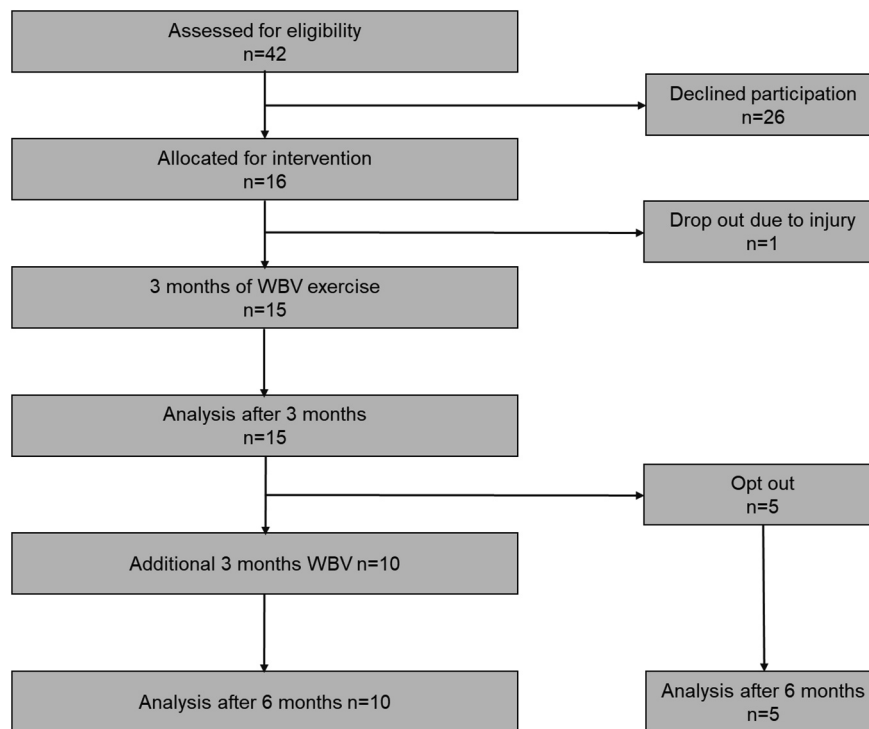 Assessed for eligibility
n=42
Declined participation
n=26
Allocated for intervention
n=16
Drop out due to injury
n=1
3 months of WBV exercise
n=15
Analysis after 3 months
n=15
Opt out
n=5
Additional 3 months WBV n=10
Analysis after 6 months n=10
Analysis after 6 months
n=5